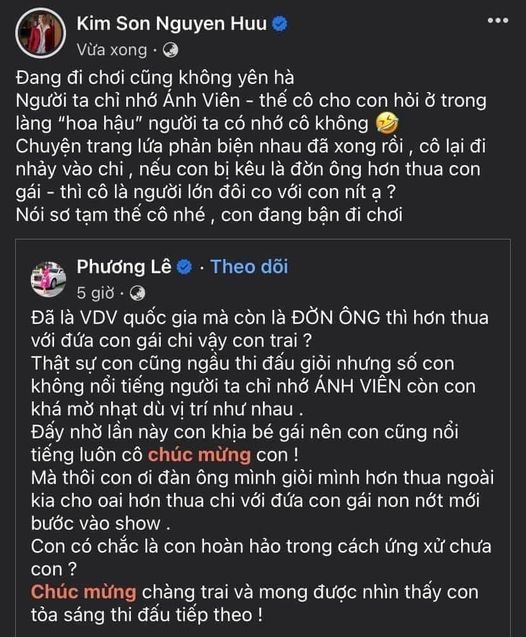 Kim Son Nguyen Huu
Vừa xong ·
Đang đi chơi cũng không yên hà
Người ta chỉ nhớ Ánh Viên - thế cô cho con hỏi ở trong
làng “hoa hậu” người ta có nhớ cô không 🤣
Chuyện trang lứa phản biện nhau đã xong rồi , cô lại đi
nhảy vào chi , nếu con bị kêu là đờn ông hơn thua con
gái - thì cô là người lớn đôi co với con nít ạ ?
Nói sơ tạm thế cô nhé , con đang bận đi chơi
Phương Lê · Theo dõi
5 giờ ·
Đã là VDV quốc gia mà còn là ĐỜN ÔNG thì hơn thua
với đứa con gái chi vậy con trai ?
Thật sự con cũng ngầu thi đấu giỏi nhưng số con
không nổi tiếng người ta chỉ nhớ ÁNH VIÊN còn con
khá mờ nhạt dù vị trí như nhau .
Đấy nhờ lần này con khịa bé gái nên con cũng nổi
tiếng luôn cô chúc mừng con !
Mà thôi con ơi đàn ông mình giỏi mình hơn thua ngoài
kia cho oai hơn thua chi với đứa con gái non nớt mới
bước vào show .
Con có chắc là con hoàn hảo trong cách ứng xử chưa
con ?
Chúc mừng chàng trai và mong được nhìn thấy con
tỏa sáng thi đấu tiếp theo !